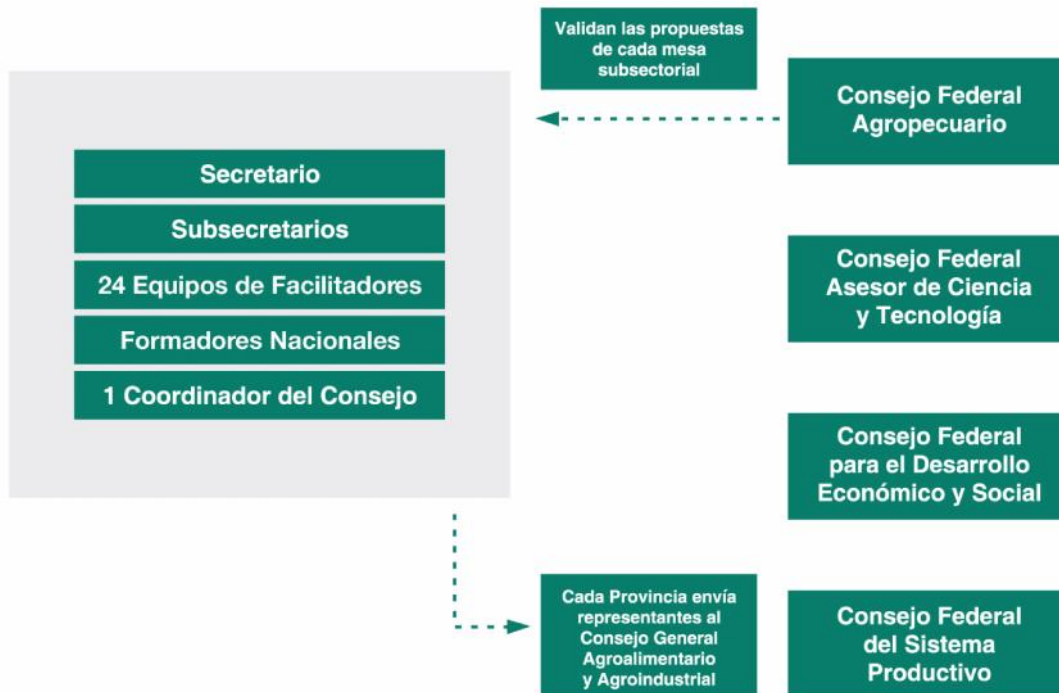 Validan las propuestas
de cada mesa
subsectorial
Consejo Federal
Agropecuario
Secretario
Subsecretarios
24 Equipos de Facilitadores
Formadores Nacionales
1 Coordinador del Consejo
Consejo Federal
Asesor de Ciencia
y Tecnología
Consejo Federal
para el Desarrollo
Económico y Social
Cada Provincia envía
representantes al
Consejo General
Agroalimentario
y Agroindustrial
Consejo Federal
del Sistema
Productivo